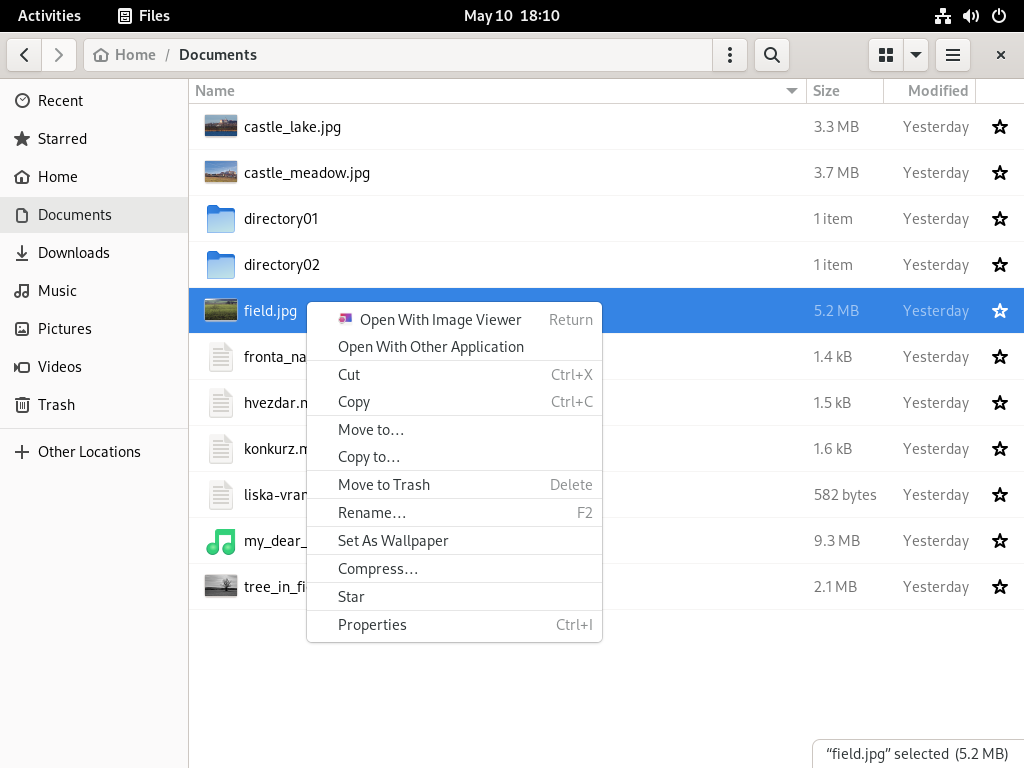 Activities Files May 10 18:10
Home / Documents
Name Size Modified
Recent
Starred
Home
Documents
Downloads
Music
Pictures
Videos
Trash
Other Locations
castle_lake.jpg 3.3 MB Yesterday
castle_meadow.jpg 3.7 MB Yesterday
directory01 1 item Yesterday
directory02 1 item Yesterday
field.jpg 5.2 MB Yesterday
fronta_na 1.4 kB Yesterday
hvezdar.n 1.5 kB Yesterday
konkurz.m 1.6 kB Yesterday
liska-vran 582 bytes Yesterday
my_dear_ 9.3 MB Yesterday
tree_in_fi 2.1 MB Yesterday
Open With Image Viewer Return
Open With Other Application
Cut Ctrl+X
Copy Ctrl+C
Move to…
Copy to…
Move to Trash Delete
Rename… F2
Set As Wallpaper
Compress…
Star
Properties Ctrl+I
“field.jpg” selected (5.2 MB)